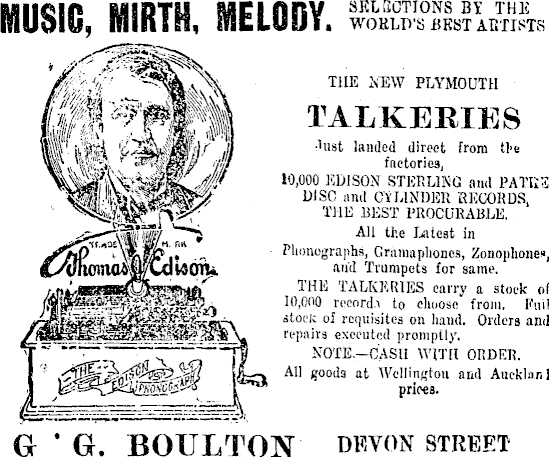 MUSIC, MIRTH, MELODY.
SELECTIONS BY THE
WORLD'S BEST ARTISTS
THE NEW PLYMOUTH
TALKERIES
Just landed direct from the
factories,
10,000 EDISON STERLING and PATHE
DISC and CYLINDER RECORDS,
THE BEST PROCURABLE.
All the Latest in
Phonographs, Gramaphones, Zonophones,
and Trumpets for same.
THE TALKERIES carry a stock of
10,000 records to choose from. Full
stock of requisites on hand. Orders and
repairs executed promptly.
NOTE.—CASH WITH ORDER.
All goods at Wellington and Auckland
prices.
TRADE MARK
Thomas A Edison
THE EDISON PHONOGRAPH
G. G. BOULTON DEVON STREET